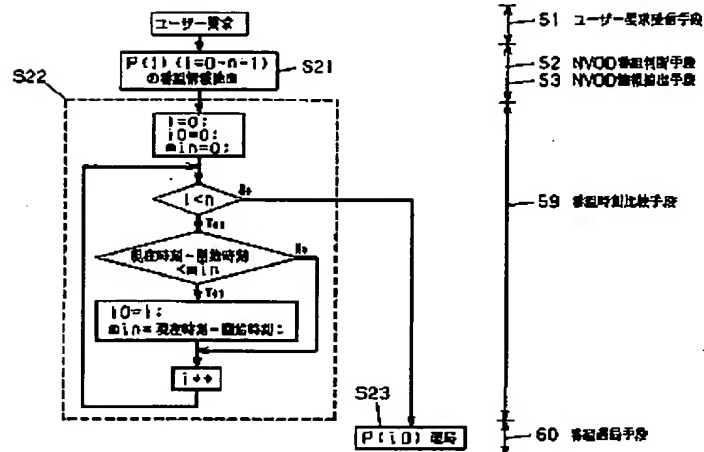 ユーザー要求
S22
P(i) (i=0~n-1)
の番組情報抽出
S21
i=0;
i0=0;
min=0;
i<n
No
Yes
現在時刻-開始時刻
<min
No
Yes
i0=i;
min=現在時刻-開始時刻;
i++
S23
P(i0) 選局
51 ユーザー要求受信手段
52 NVOD番組判断手段
53 NVOD情報抽出手段
59 番組時刻比較手段
60 番組選局手段